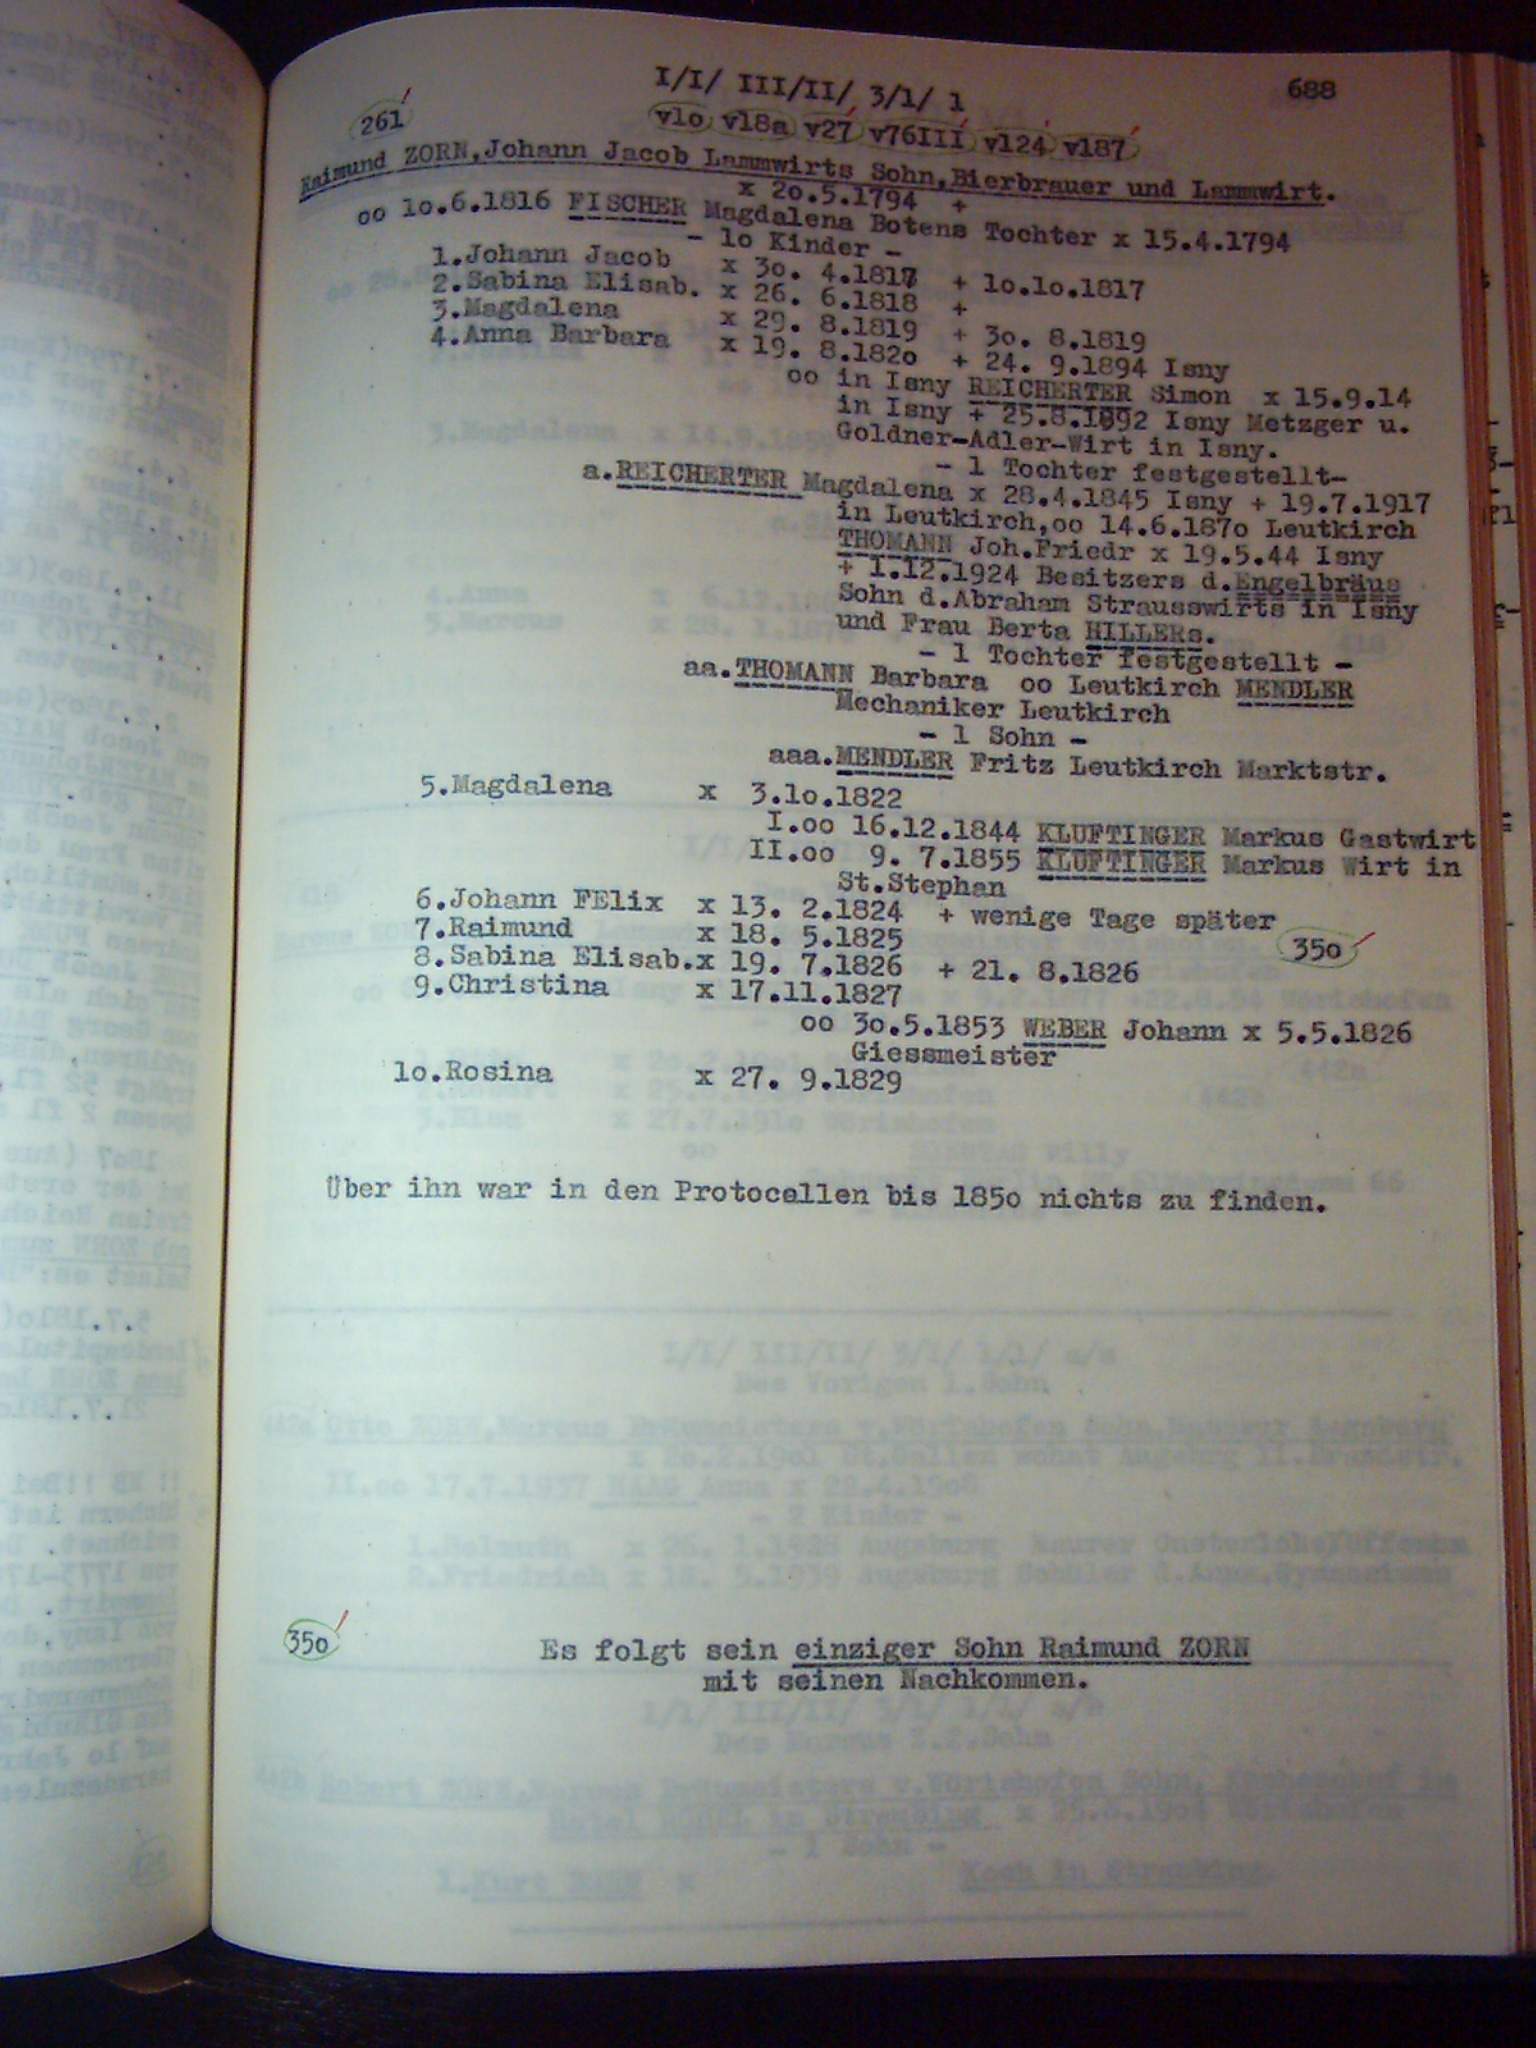 I/I/ III/II/ 3/1/ 1
688
261
v1o v18a v27 v76III v124 v187
Raimund ZORN,Johann Jacob Lammwirts Sohn,Bierbrauer und Lammwirt.
x 2o.5.1794 +
oo 1o.6.1816 FISCHER Magdalena Botens Tochter x 15.4.1794
- 1o Kinder -
1.Johann Jacob x 3o. 4.1817 + 1o.1o.1817
2.Sabina Elisab. x 26. 6.1818 +
3.Magdalena x 29. 8.1819 + 3o. 8.1819
4.Anna Barbara x 19. 8.182o + 24. 9.1894 Isny
oo in Isny REICHERTER Simon x 15.9.14
in Isny + 25.8.1892 Isny Metzger u.
Goldner-Adler-Wirt in Isny.
- 1 Tochter festgestellt-
a.REICHERTER Magdalena x 28.4.1845 Isny + 19.7.1917
in Leutkirch,oo 14.6.187o Leutkirch
THOMANN Joh.Friedr x 19.5.44 Isny
+ 1.12.1924 Besitzers d.Engelbräus
Sohn d.Abraham Strausswirts in Isny
und Frau Berta HILLERs.
- 1 Tochter festgestellt -
aa.THOMANN Barbara oo Leutkirch MENDLER
Mechaniker Leutkirch
- 1 Sohn -
aaa.MENDLER Fritz Leutkirch Marktstr.
5.Magdalena x 3.1o.1822
I.oo 16.12.1844 KLUFTINGER Markus Gastwirt
II.oo 9. 7.1855 KLUFTINGER Markus Wirt in
St.Stephan
6.Johann FElix x 13. 2.1824 + wenige Tage später
7.Raimund x 18. 5.1825 35o
8.Sabina Elisab.x 19. 7.1826 + 21. 8.1826
9.Christina x 17.11.1827
oo 3o.5.1853 WEBER Johann x 5.5.1826
Giessmeister
1o.Rosina x 27. 9.1829
Über ihn war in den Protocollen bis 185o nichts zu finden.
35o Es folgt sein einziger Sohn Raimund ZORN
mit seinen Nachkommen.